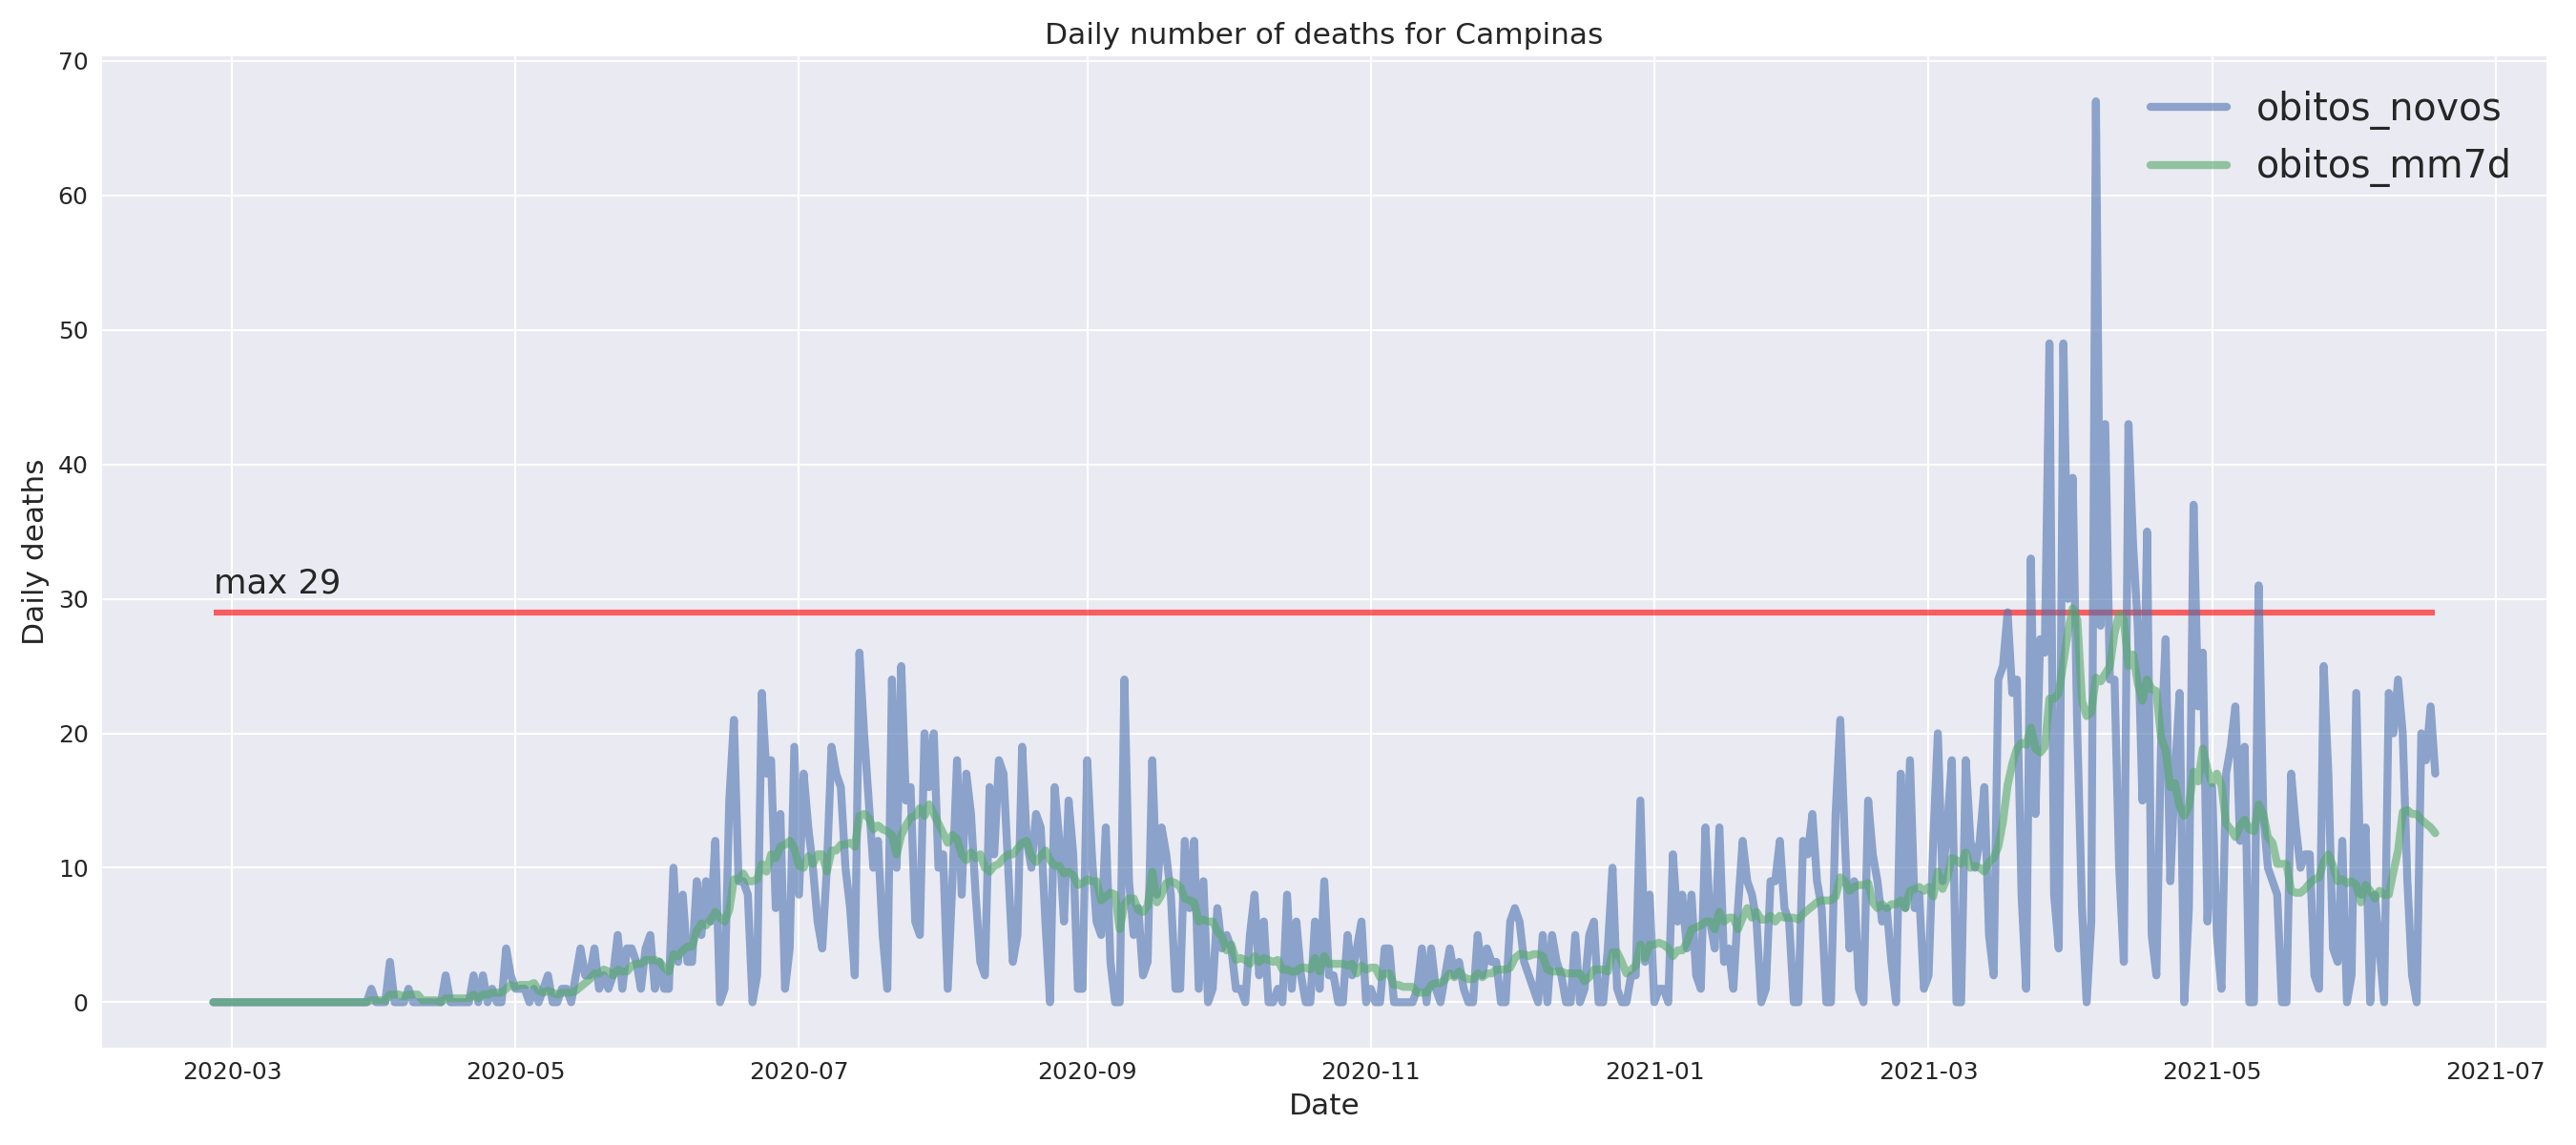 Daily number of deaths for Campinas
obitos_novos
obitos_mm7d
Daily deaths
70
60
50
40
30
20
10
0
max 29
2020-03 2020-05 2020-07 2020-09 2020-11 2021-01 2021-03 2021-05 2021-07
Date